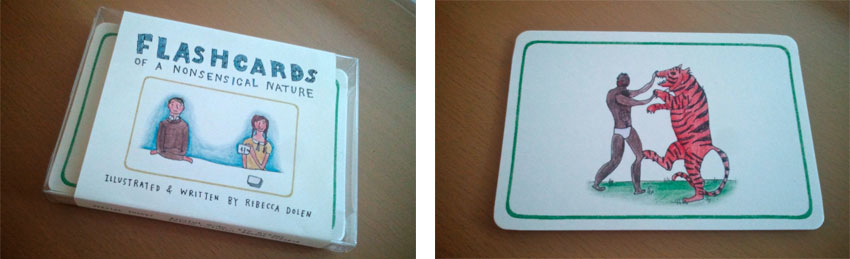 FLASHCARDS
OF A NONSENSICAL NATURE
ILLUSTRATED & WRITTEN BY REBECCA DOLEN